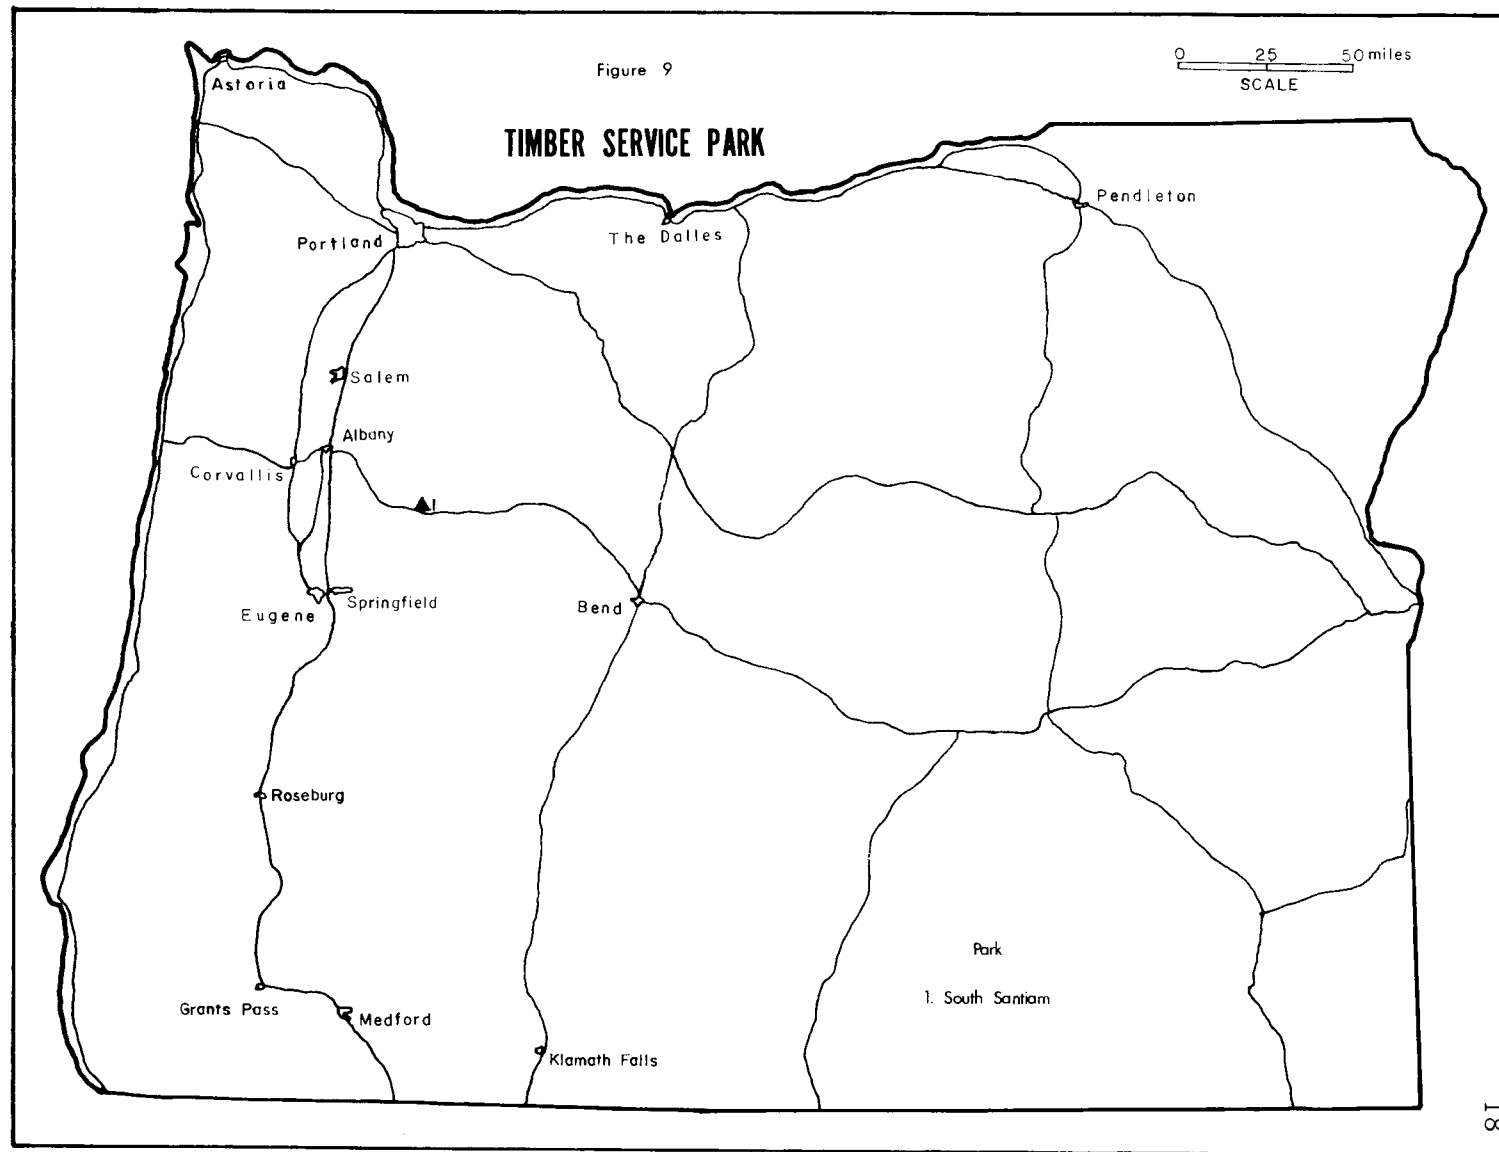 Figure 9
0 25 50 miles
SCALE
TIMBER SERVICE PARK
Astoria
Portland
The Dalles
Pendleton
Salem
Albany
Corvallis
1
Eugene
Springfield
Bend
Roseburg
Grants Pass
Medford
Klamath Falls
Park
1. South Santiam
18